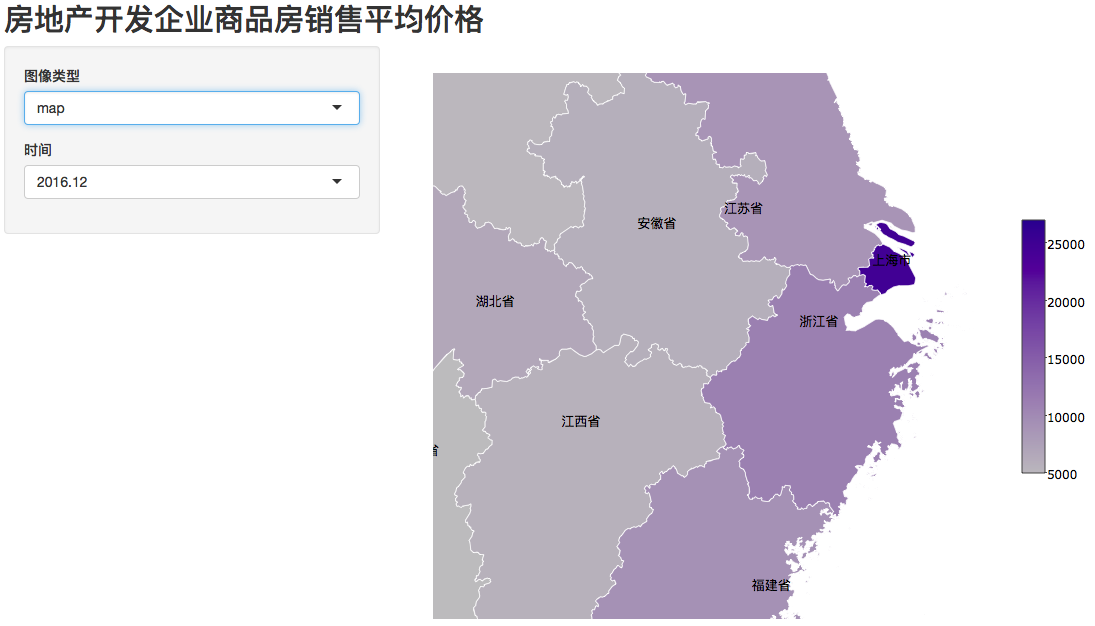 房地产开发企业商品房销售平均价格
图像类型
map
时间
2016.12
江苏省
安徽省
上海市
湖北省
浙江省
江西省
省
福建省
25000
20000
15000
10000
5000